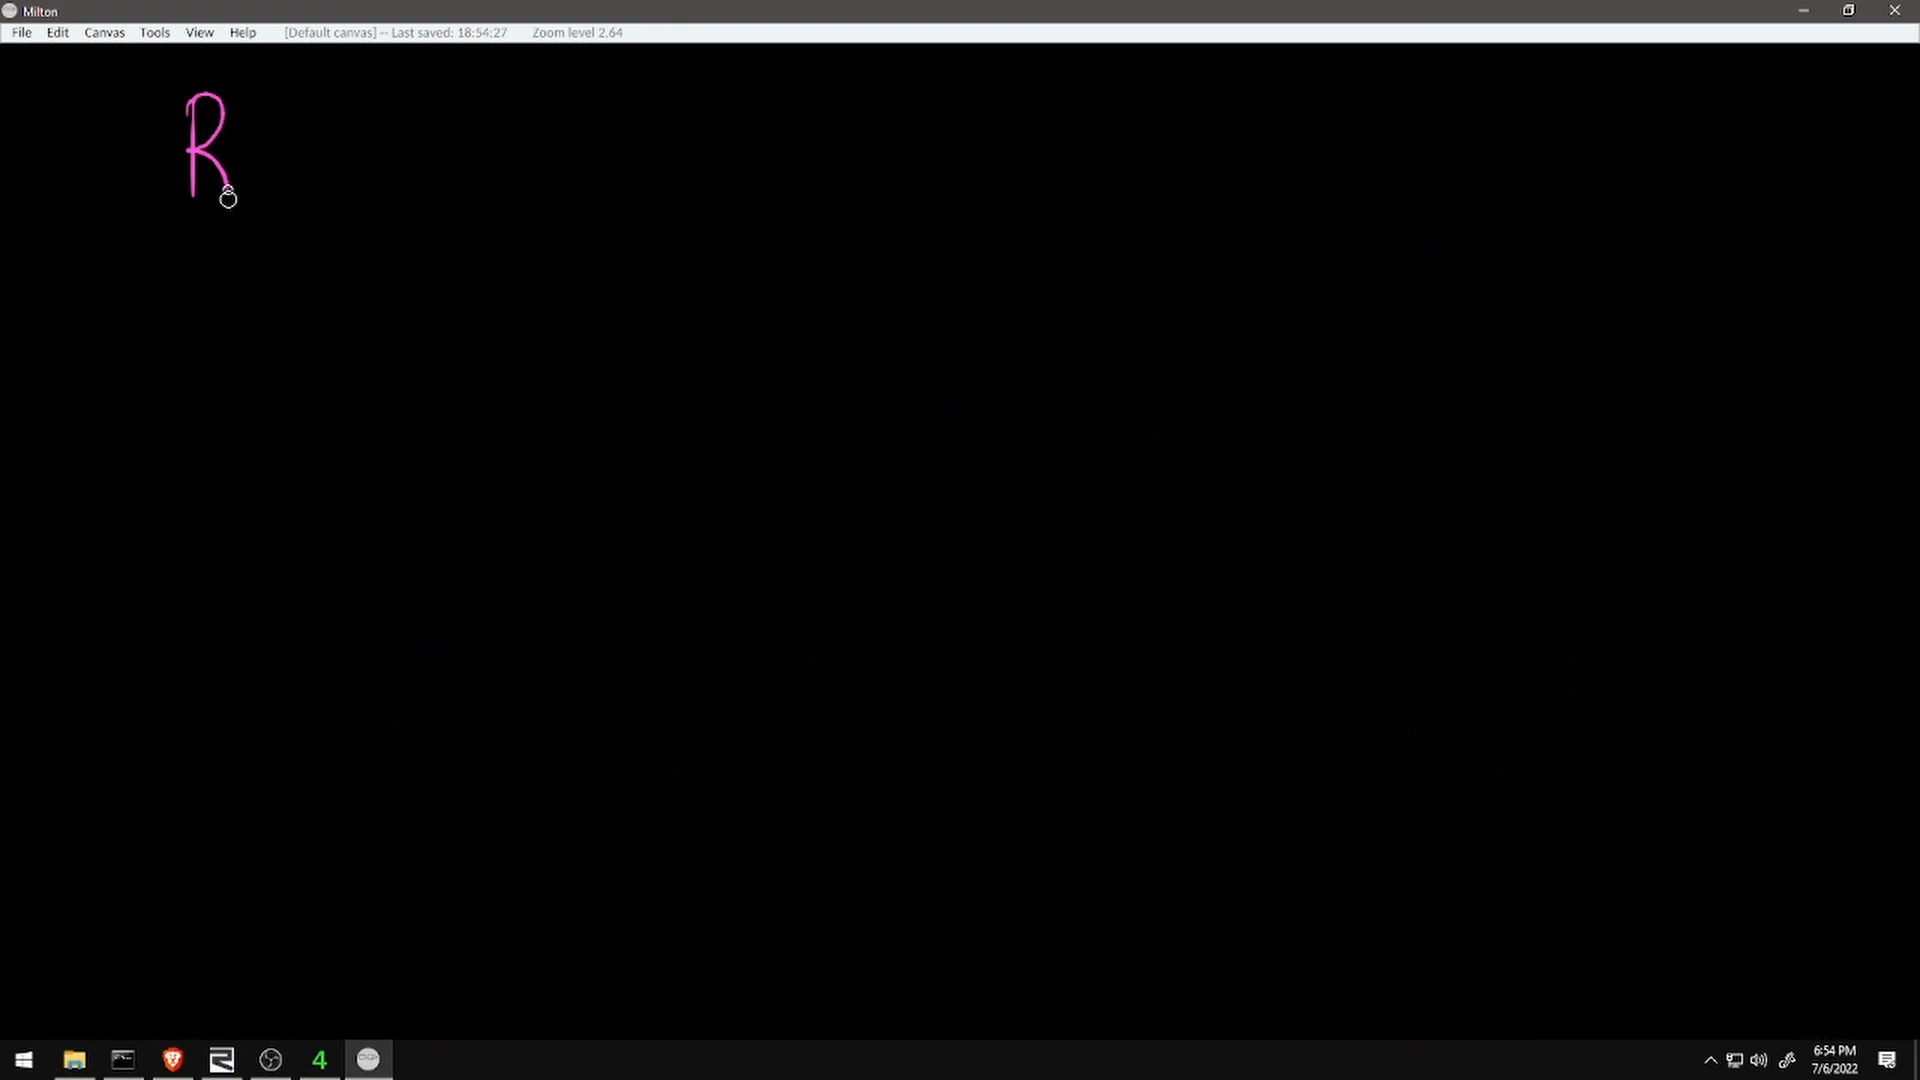 Milton
File Edit Canvas Tools View Help [Default canvas] -- Last saved: 18:54:27 Zoom level 2.64
R
4
6:54 PM
7/6/2022